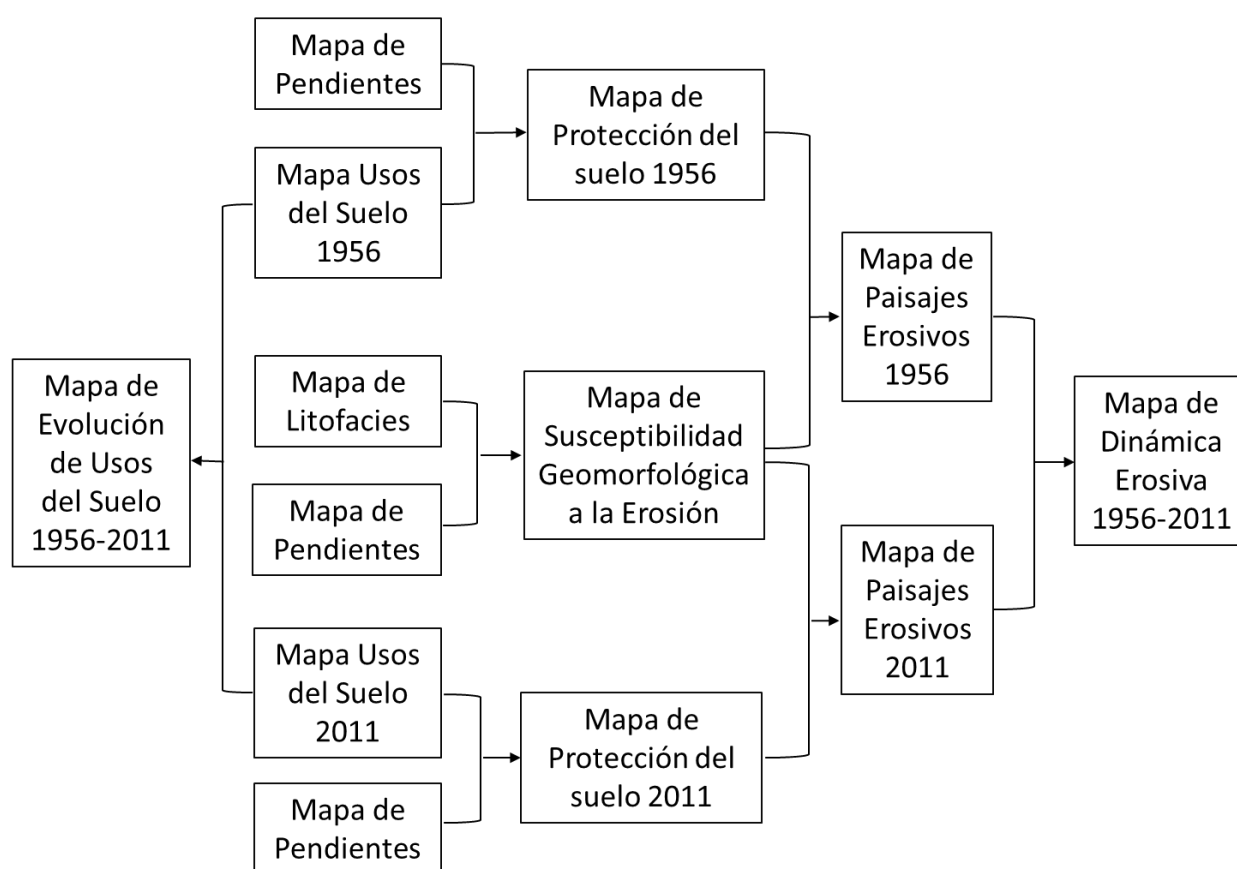 Mapa de
Pendientes
Mapa de
Protección del
suelo 1956
Mapa Usos
del Suelo
1956
Mapa de
Paisajes
Erosivos
1956
Mapa de
Evolución
de Usos
del Suelo
1956-2011
Mapa de
Litofacies
Mapa de
Susceptibilidad
Geomorfológica
a la Erosión
Mapa de
Dinámica
Erosiva
1956-2011
Mapa de
Pendientes
Mapa de
Paisajes
Erosivos
2011
Mapa Usos
del Suelo
2011
Mapa de
Protección del
suelo 2011
Mapa de
Pendientes